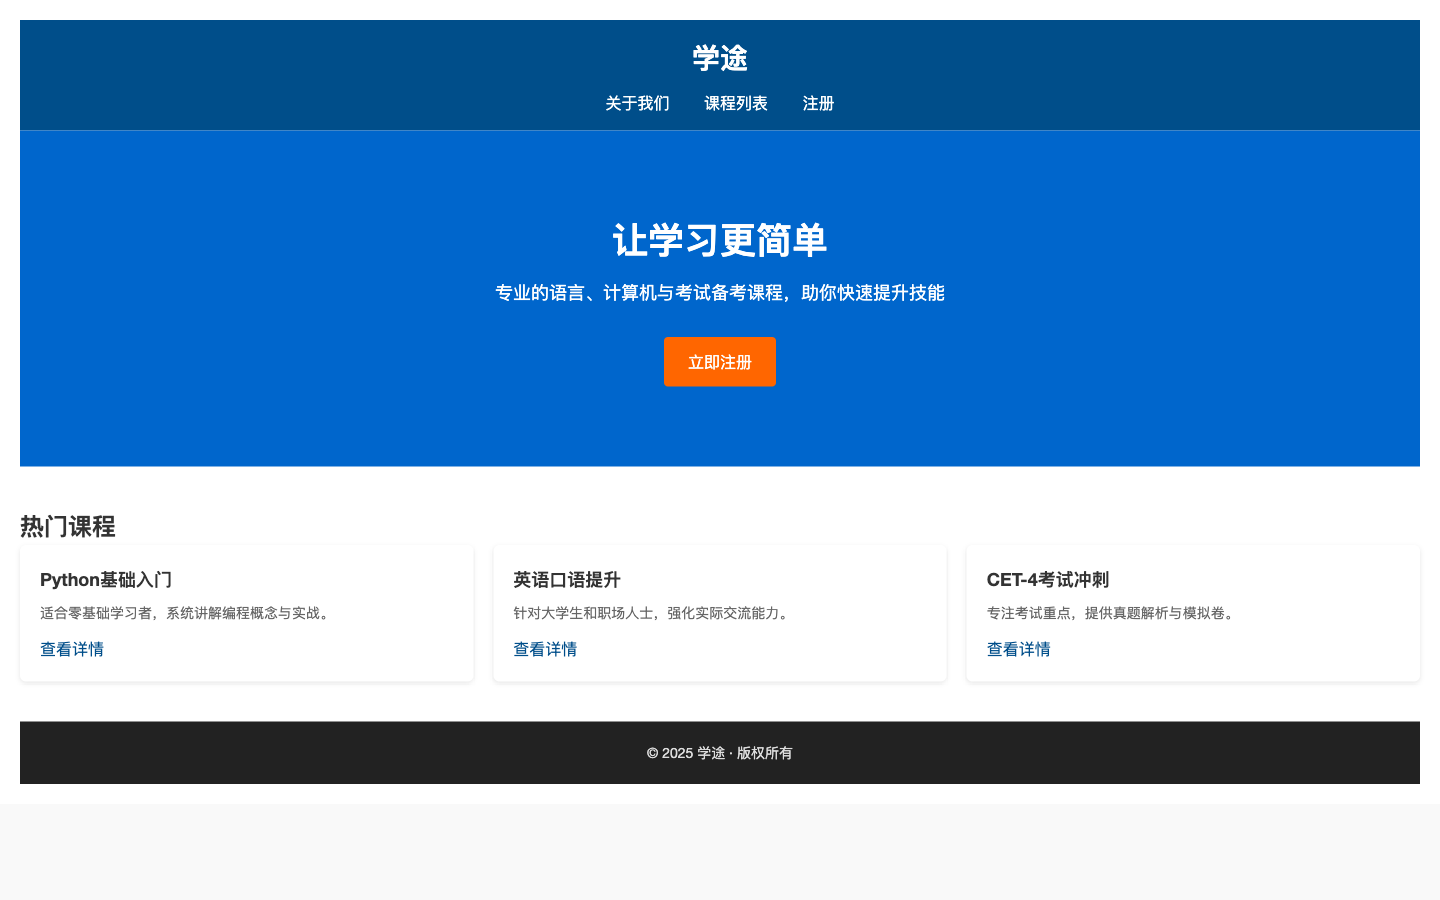 学途
关于我们 课程列表 注册
让学习更简单
专业的语言、计算机与考试备考课程，助你快速提升技能
立即注册
热门课程
Python基础入门
适合零基础学习者，系统讲解编程概念与实战。
查看详情
英语口语提升
针对大学生和职场人士，强化实际交流能力。
查看详情
CET-4考试冲刺
专注考试重点，提供真题解析与模拟卷。
查看详情
© 2025 学途 · 版权所有